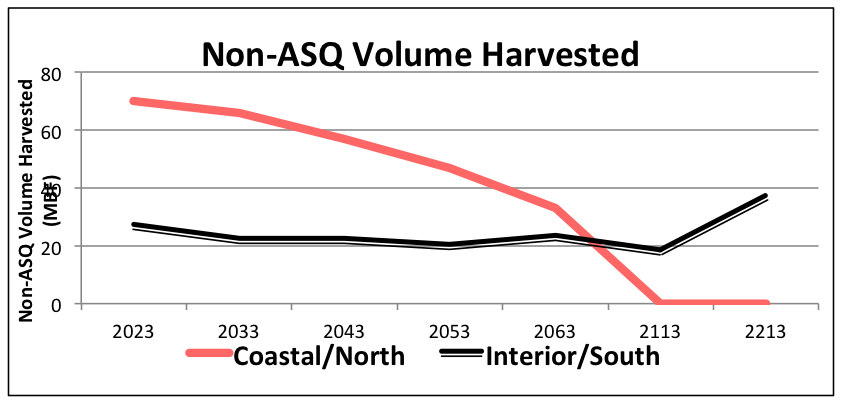 Non-ASQ Volume Harvested
Non-ASQ Volume Harvested
(MBF)
80
60
40
20
0
2023 2033 2043 2053 2063 2113 2213
Coastal/North Interior/South